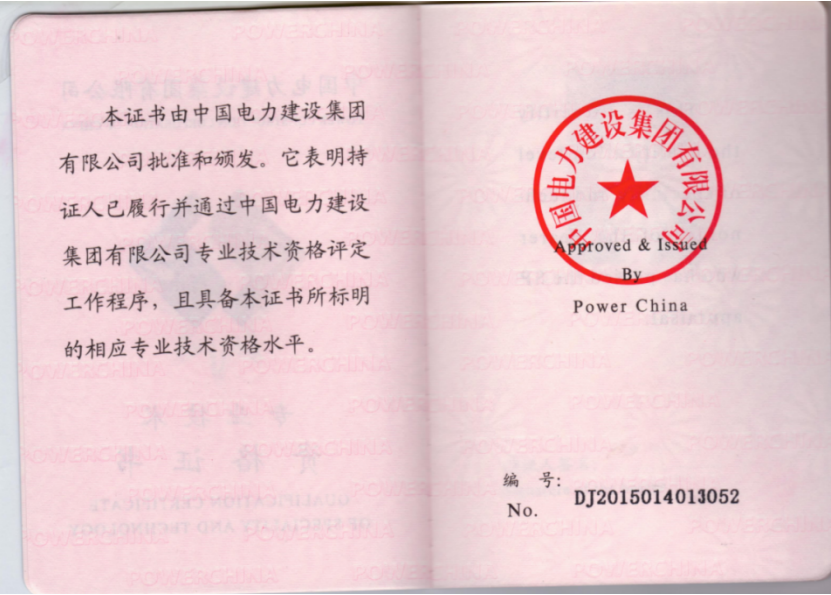 本证书由中国电力建设集团
有限公司批准和颁发。它表明持
证人已履行并通过中国电力建设
集团有限公司专业技术资格评定
工作程序，且具备本证书所标明
的相应专业技术资格水平。
中国电力建设集团有限公司
Approved & Issued
By
Power China
编 号:
No. DJ2015014013052